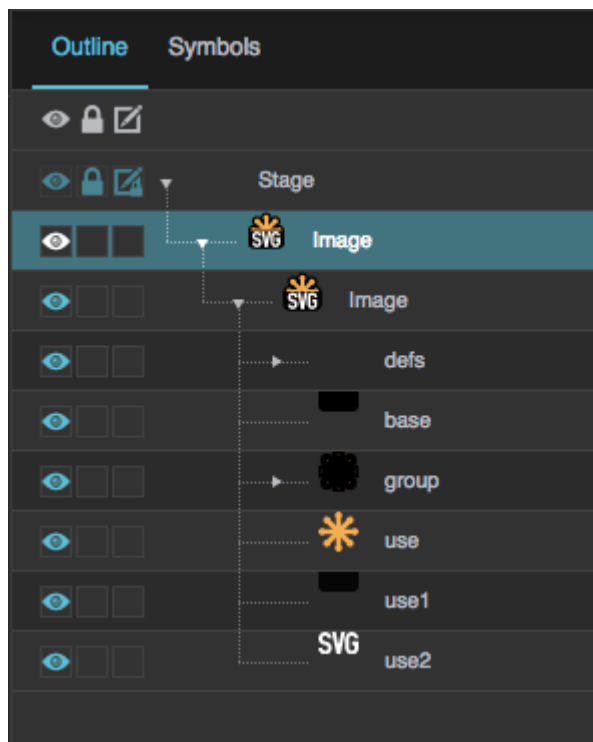 Outline Symbols
Stage
SVG Image
SVG Image
defs
base
group
use
use1
SVG use2